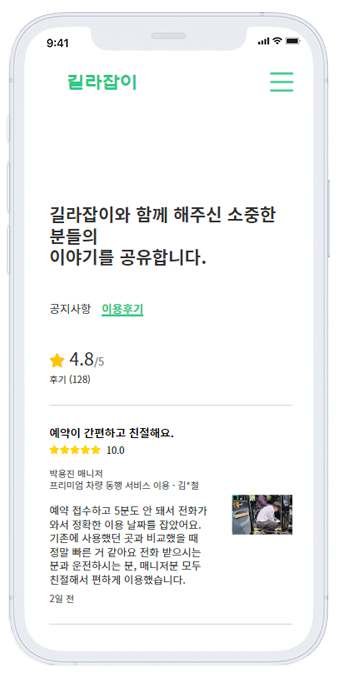 9:41
길라잡이
길라잡이와 함께 해주신 소중한
분들의
이야기를 공유합니다.
공지사항 이용후기
4.8/5
후기 (128)
예약이 간편하고 친절해요.
10.0
박용진 매니저
프리미엄 차량 동행 서비스 이용 · 김*철
예약 접수하고 5분도 안 돼서 전화가
와서 정확한 이용 날짜를 잡았어요.
기존에 사용했던 곳과 비교했을 때
정말 빠른 거 같아요 전화 받으시는
분과 운전하시는 분, 매니저분 모두
친절해서 편하게 이용했습니다.
2일 전